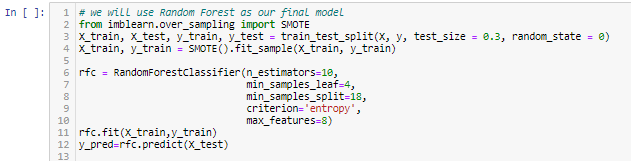 In [ ]:
1 # we will use Random Forest as our final model
2 from imblearn.over_sampling import SMOTE
3 X_train, X_test, y_train, y_test = train_test_split(X, y, test_size = 0.3, random_state = 0)
4 X_train, y_train = SMOTE().fit_sample(X_train, y_train)
5
6 rfc = RandomForestClassifier(n_estimators=10,
7 min_samples_leaf=4,
8 min_samples_split=18,
9 criterion='entropy',
10 max_features=8)
11 rfc.fit(X_train,y_train)
12 y_pred=rfc.predict(X_test)
13